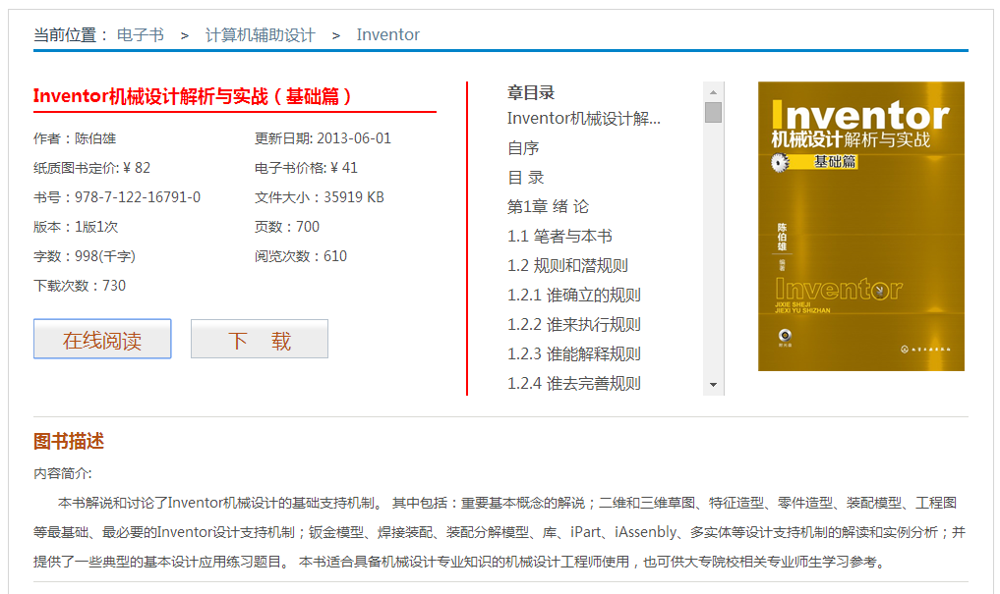 当前位置： 电子书 > 计算机辅助设计 > Inventor
Inventor机械设计解析与实战（基础篇）
作者：陈伯雄
更新日期: 2013-06-01
纸质图书定价: ¥ 82
电子书价格: ¥ 41
书号：978-7-122-16791-0
文件大小：35919 KB
版本：1版1次
页数：700
字数：998(千字)
阅览次数：610
下载次数：730
在线阅读
下 载
章目录
Inventor机械设计解...
自序
目 录
第1章 绪 论
1.1 笔者与本书
1.2 规则和潜规则
1.2.1 谁确立的规则
1.2.2 谁来执行规则
1.2.3 谁能解释规则
1.2.4 谁去完善规则
Inventor
机械设计解析与实战
基础篇
陈伯雄
编著
Inventor
JIXIE SHEJI
JIEXI YU SHIZHAN
化学工业出版社
图书描述
内容简介:
本书解说和讨论了Inventor机械设计的基础支持机制。 其中包括：重要基本概念的解说；二维和三维草图、特征造型、零件造型、装配模型、工程图
等最基础、最必要的Inventor设计支持机制；钣金模型、焊接装配、装配分解模型、库、iPart、iAssenbly、多实体等设计支持机制的解读和实例分析；并
提供了一些典型的基本设计应用练习题目。 本书适合具备机械设计专业知识的机械设计工程师使用，也可供大专院校相关专业师生学习参考。